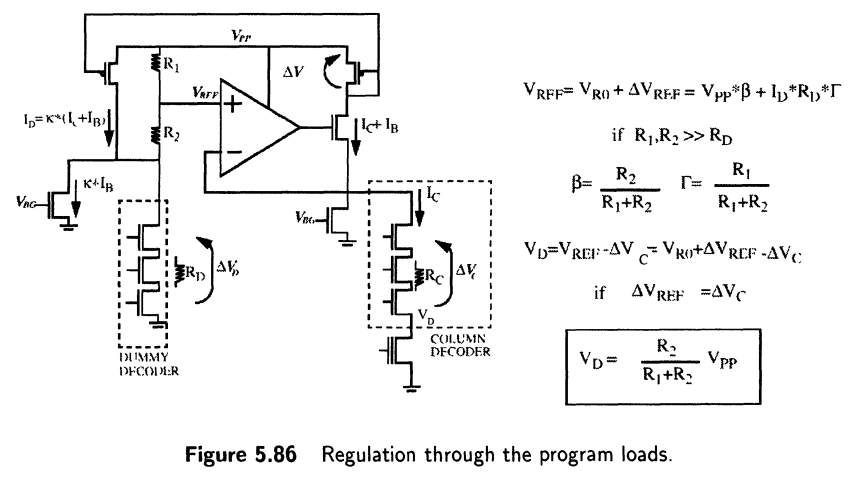 V_PP
R_1
ΔV
V_REF
+
I_D=κ*(I_C+I_B)
R_2
I_C+I_B
−
κ*I_B
V_BG
V_BG
I_C
R_D
ΔV_D
R_C
ΔV_C
V_D
DUMMY
DECODER
COLUMN
DECODER
V_REF= V_R0 + ΔV_REF = V_PP*β + I_D*R_D*Γ
if R_1,R_2 >> R_D
β= R_2 / R_1+R_2 Γ= R_1 / R_1+R_2
V_D=V_REF-ΔV_C= V_R0+ΔV_REF-ΔV_C
if ΔV_REF =ΔV_C
V_D = R_2 / R_1+R_2 V_PP
Figure 5.86 Regulation through the program loads.